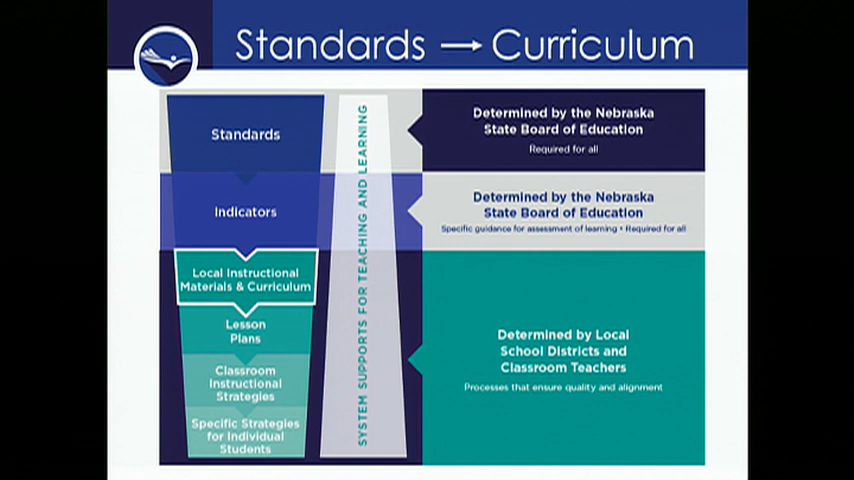 Standards → Curriculum
Standards
Determined by the Nebraska
State Board of Education
Required for all
Indicators
Determined by the Nebraska
State Board of Education
Specific guidance for assessment of learning • Required for all
Local Instructional
Materials & Curriculum
Lesson
Plans
Classroom
Instructional
Strategies
Specific Strategies
for Individual
Students
SYSTEM SUPPORTS FOR TEACHING AND LEARNING
Determined by Local
School Districts and
Classroom Teachers
Processes that ensure quality and alignment